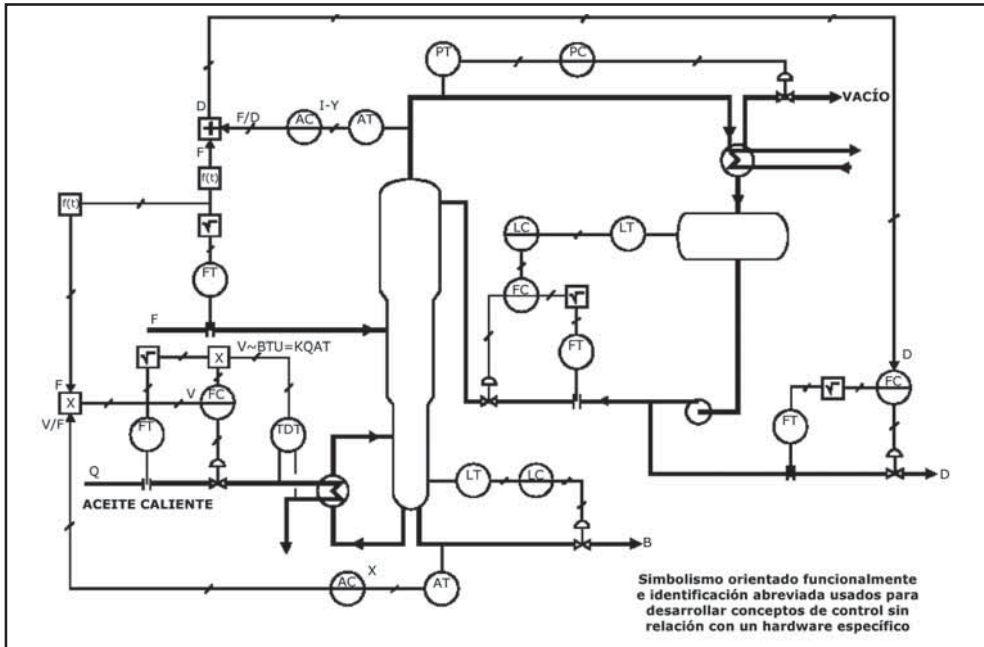 PT
PC
VACÍO
D
I-Y
F/D
AC
AT
F
f(t)
f(t)
√
LC
LT
FT
FC
√
F
V~BTU=KQAT
FT
D
√
X
F
V
FC
√
FC
X
V/F
FT
TDT
FT
Q
LT
LC
D
ACEITE CALIENTE
B
X
AC
AT
Simbolismo orientado funcionalmente
e identificación abreviada usados para
desarrollar conceptos de control sin
relación con un hardware específico